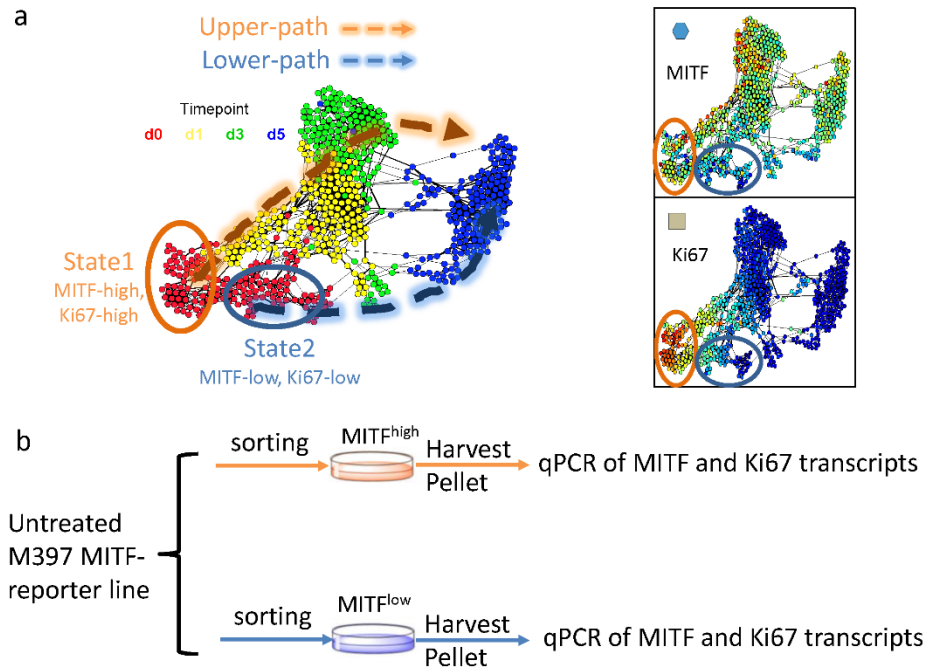 a
Upper-path
Lower-path
Timepoint
d0 d1 d3 d5
State1
MITF-high,
Ki67-high
State2
MITF-low, Ki67-low
MITF
Ki67
b
Untreated
M397 MITF-
reporter line
sorting
MITFhigh
Harvest
Pellet
qPCR of MITF and Ki67 transcripts
sorting
MITFlow
Harvest
Pellet
qPCR of MITF and Ki67 transcripts